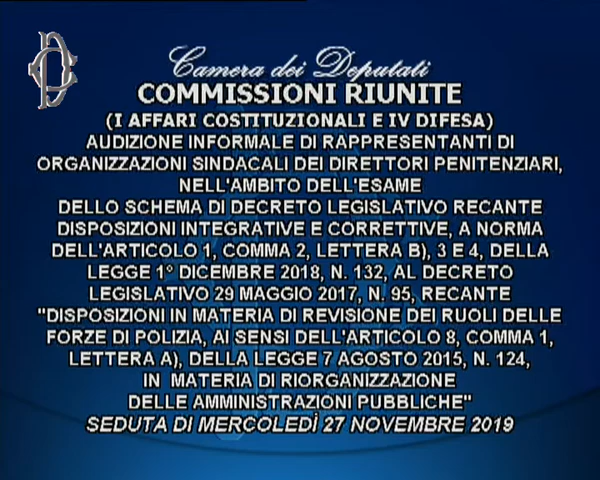 Camera dei Deputati
COMMISSIONI RIUNITE
(I AFFARI COSTITUZIONALI E IV DIFESA)
AUDIZIONE INFORMALE DI RAPPRESENTANTI DI
ORGANIZZAZIONI SINDACALI DEI DIRETTORI PENITENZIARI,
NELL'AMBITO DELL'ESAME
DELLO SCHEMA DI DECRETO LEGISLATIVO RECANTE
DISPOSIZIONI INTEGRATIVE E CORRETTIVE, A NORMA
DELL'ARTICOLO 1, COMMA 2, LETTERA B), 3 E 4, DELLA
LEGGE 1° DICEMBRE 2018, N. 132, AL DECRETO
LEGISLATIVO 29 MAGGIO 2017, N. 95, RECANTE
"DISPOSIZIONI IN MATERIA DI REVISIONE DEI RUOLI DELLE
FORZE DI POLIZIA, AI SENSI DELL'ARTICOLO 8, COMMA 1,
LETTERA A), DELLA LEGGE 7 AGOSTO 2015, N. 124,
IN MATERIA DI RIORGANIZZAZIONE
DELLE AMMINISTRAZIONI PUBBLICHE"
SEDUTA DI MERCOLEDÌ 27 NOVEMBRE 2019